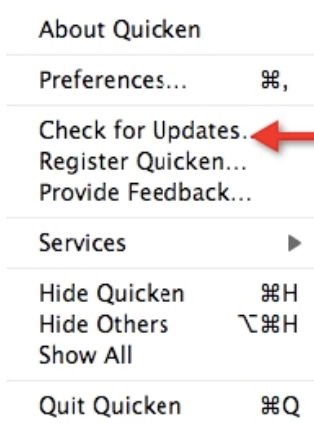 About Quicken
Preferences... ⌘,
Check for Updates..
Register Quicken...
Provide Feedback...
Services ▶
Hide Quicken ⌘H
Hide Others ⌥⌘H
Show All
Quit Quicken ⌘Q